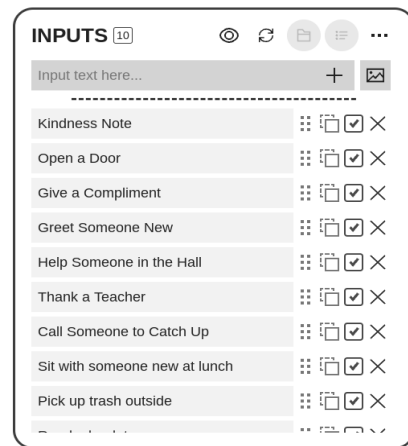 INPUTS 10
Input text here...
Kindness Note
Open a Door
Give a Compliment
Greet Someone New
Help Someone in the Hall
Thank a Teacher
Call Someone to Catch Up
Sit with someone new at lunch
Pick up trash outside